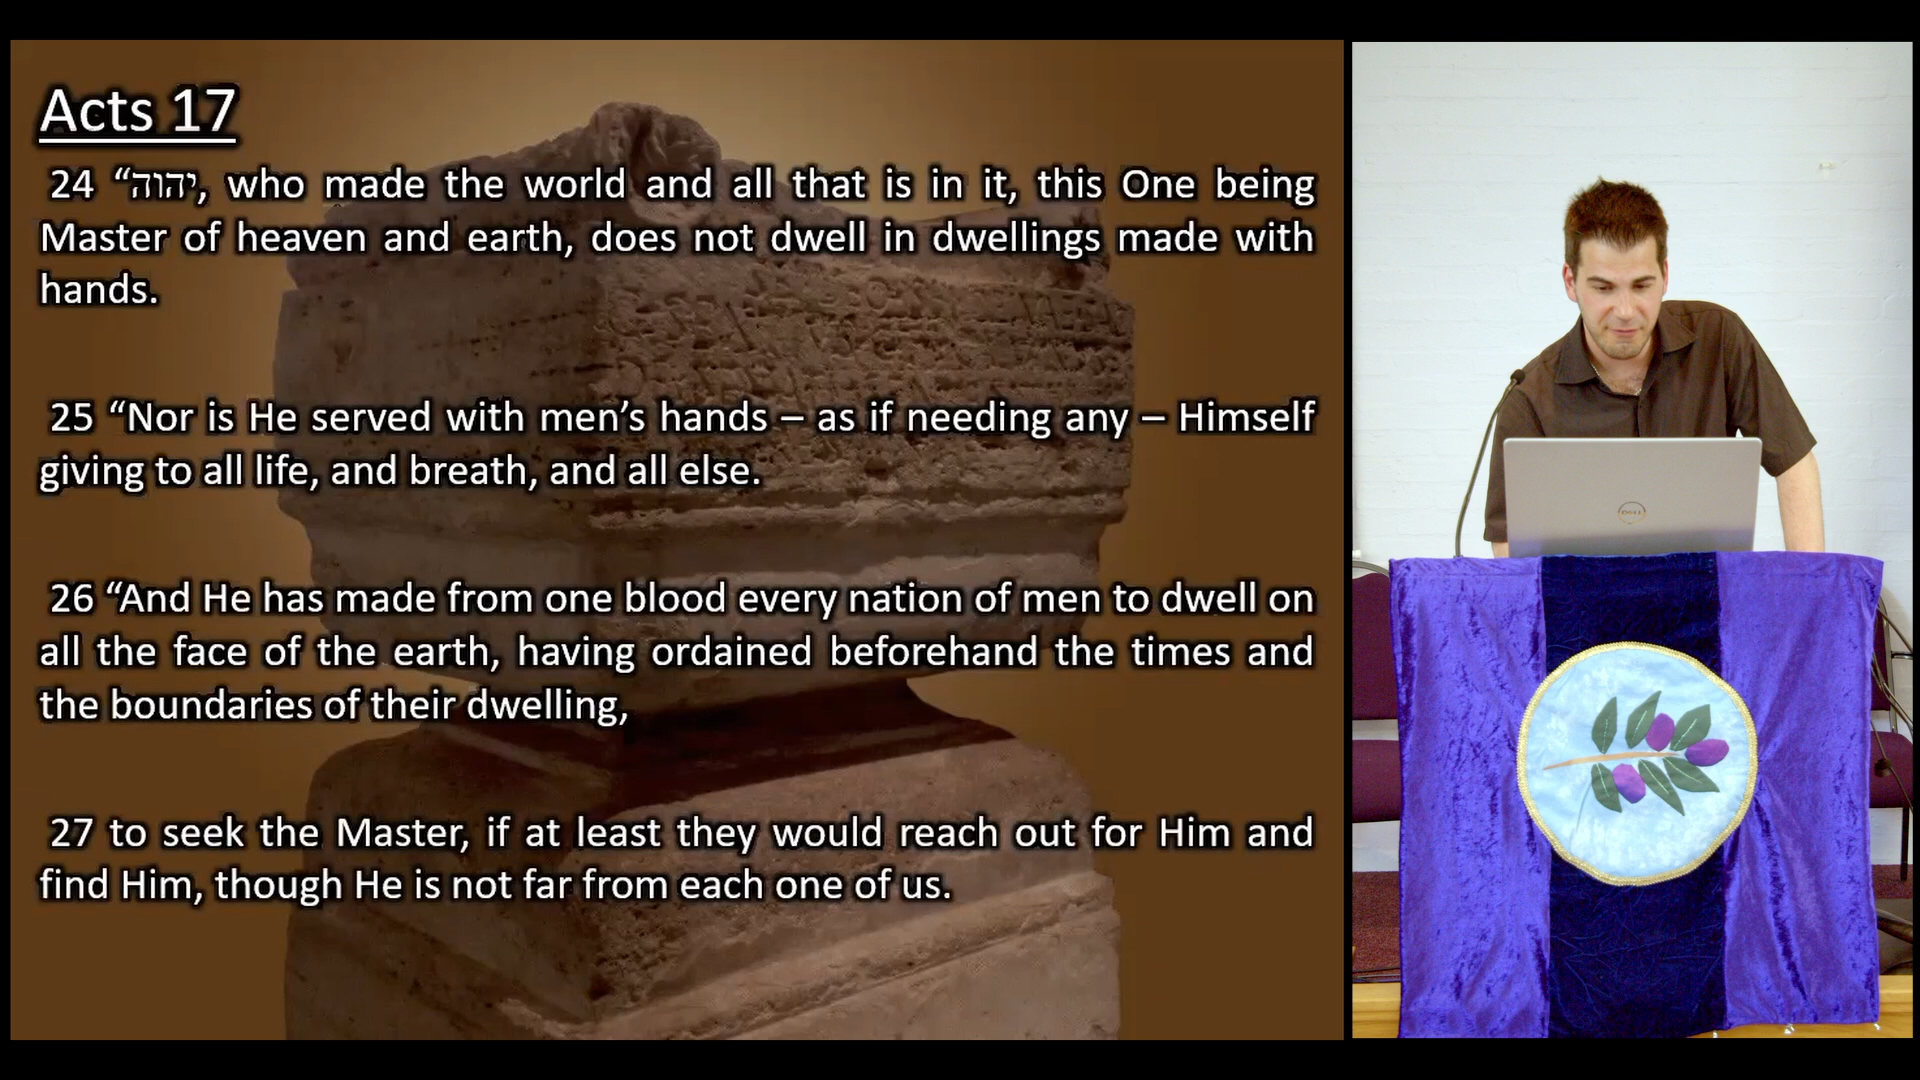 Acts 17
24 “יהוה, who made the world and all that is in it, this One being
Master of heaven and earth, does not dwell in dwellings made with
hands.
25 “Nor is He served with men’s hands – as if needing any – Himself
giving to all life, and breath, and all else.
26 “And He has made from one blood every nation of men to dwell on
all the face of the earth, having ordained beforehand the times and
the boundaries of their dwelling,
27 to seek the Master, if at least they would reach out for Him and
find Him, though He is not far from each one of us.
DELL